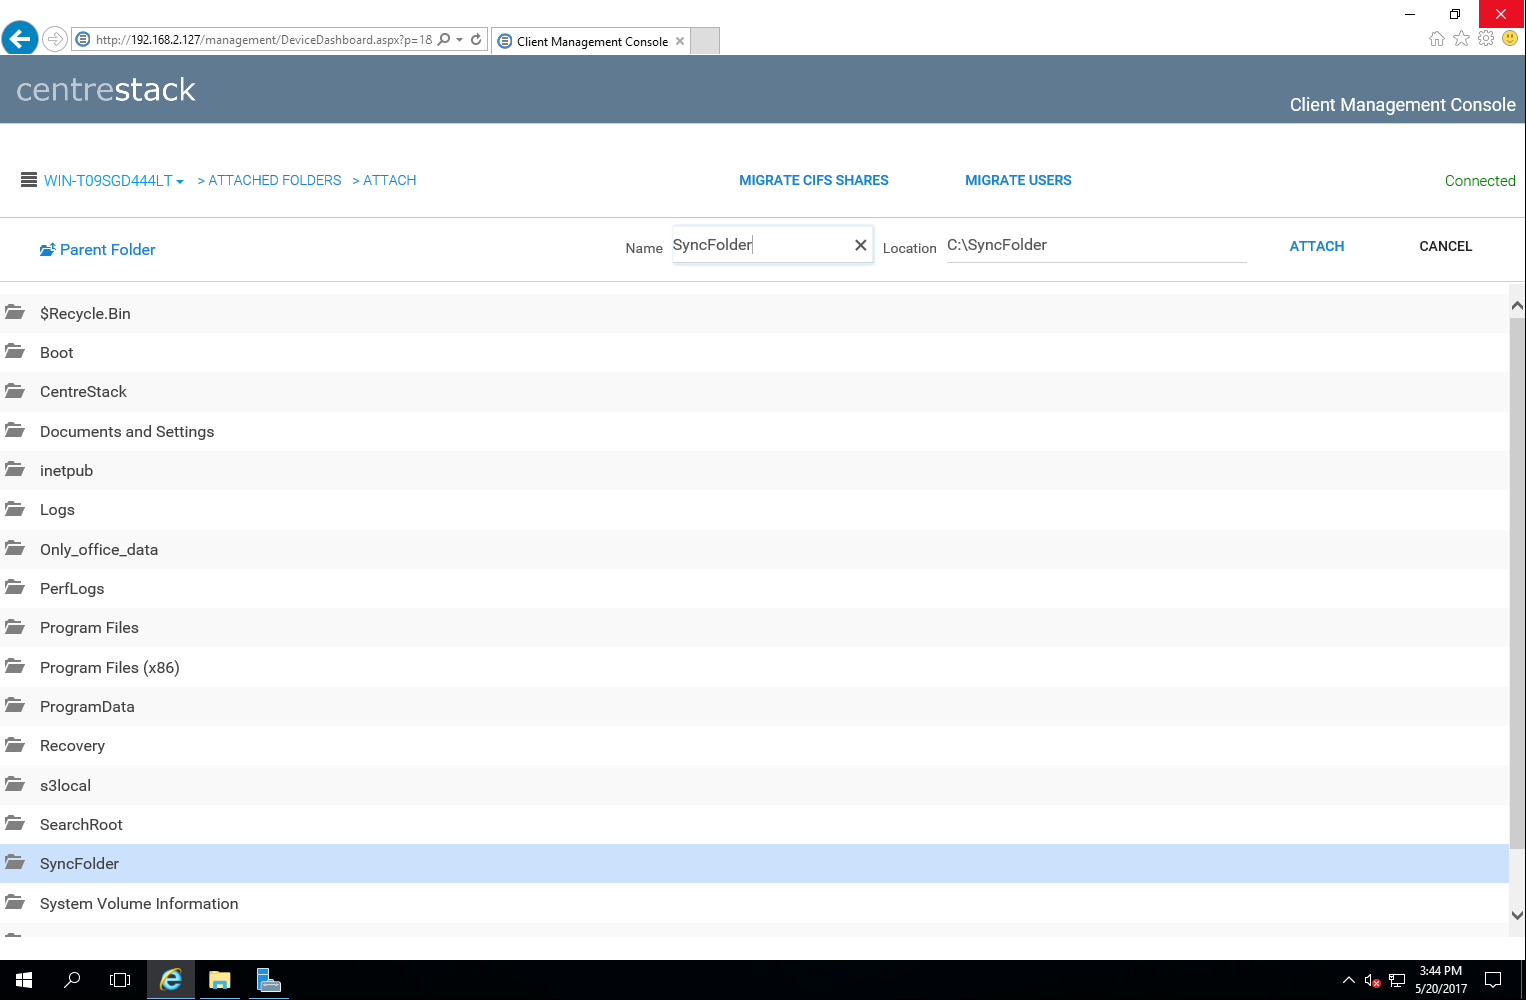 http://192.168.2.127/management/DeviceDashboard.aspx?p=1&
Client Management Console
centrestack
Client Management Console
WIN-T09SGD444LT > ATTACHED FOLDERS > ATTACH MIGRATE CIFS SHARES MIGRATE USERS Connected
Parent Folder Name SyncFolder Location C:\SyncFolder ATTACH CANCEL
$Recycle.Bin
Boot
CentreStack
Documents and Settings
inetpub
Logs
Only_office_data
PerfLogs
Program Files
Program Files (x86)
ProgramData
Recovery
s3local
SearchRoot
SyncFolder
System Volume Information
3:44 PM
5/20/2017